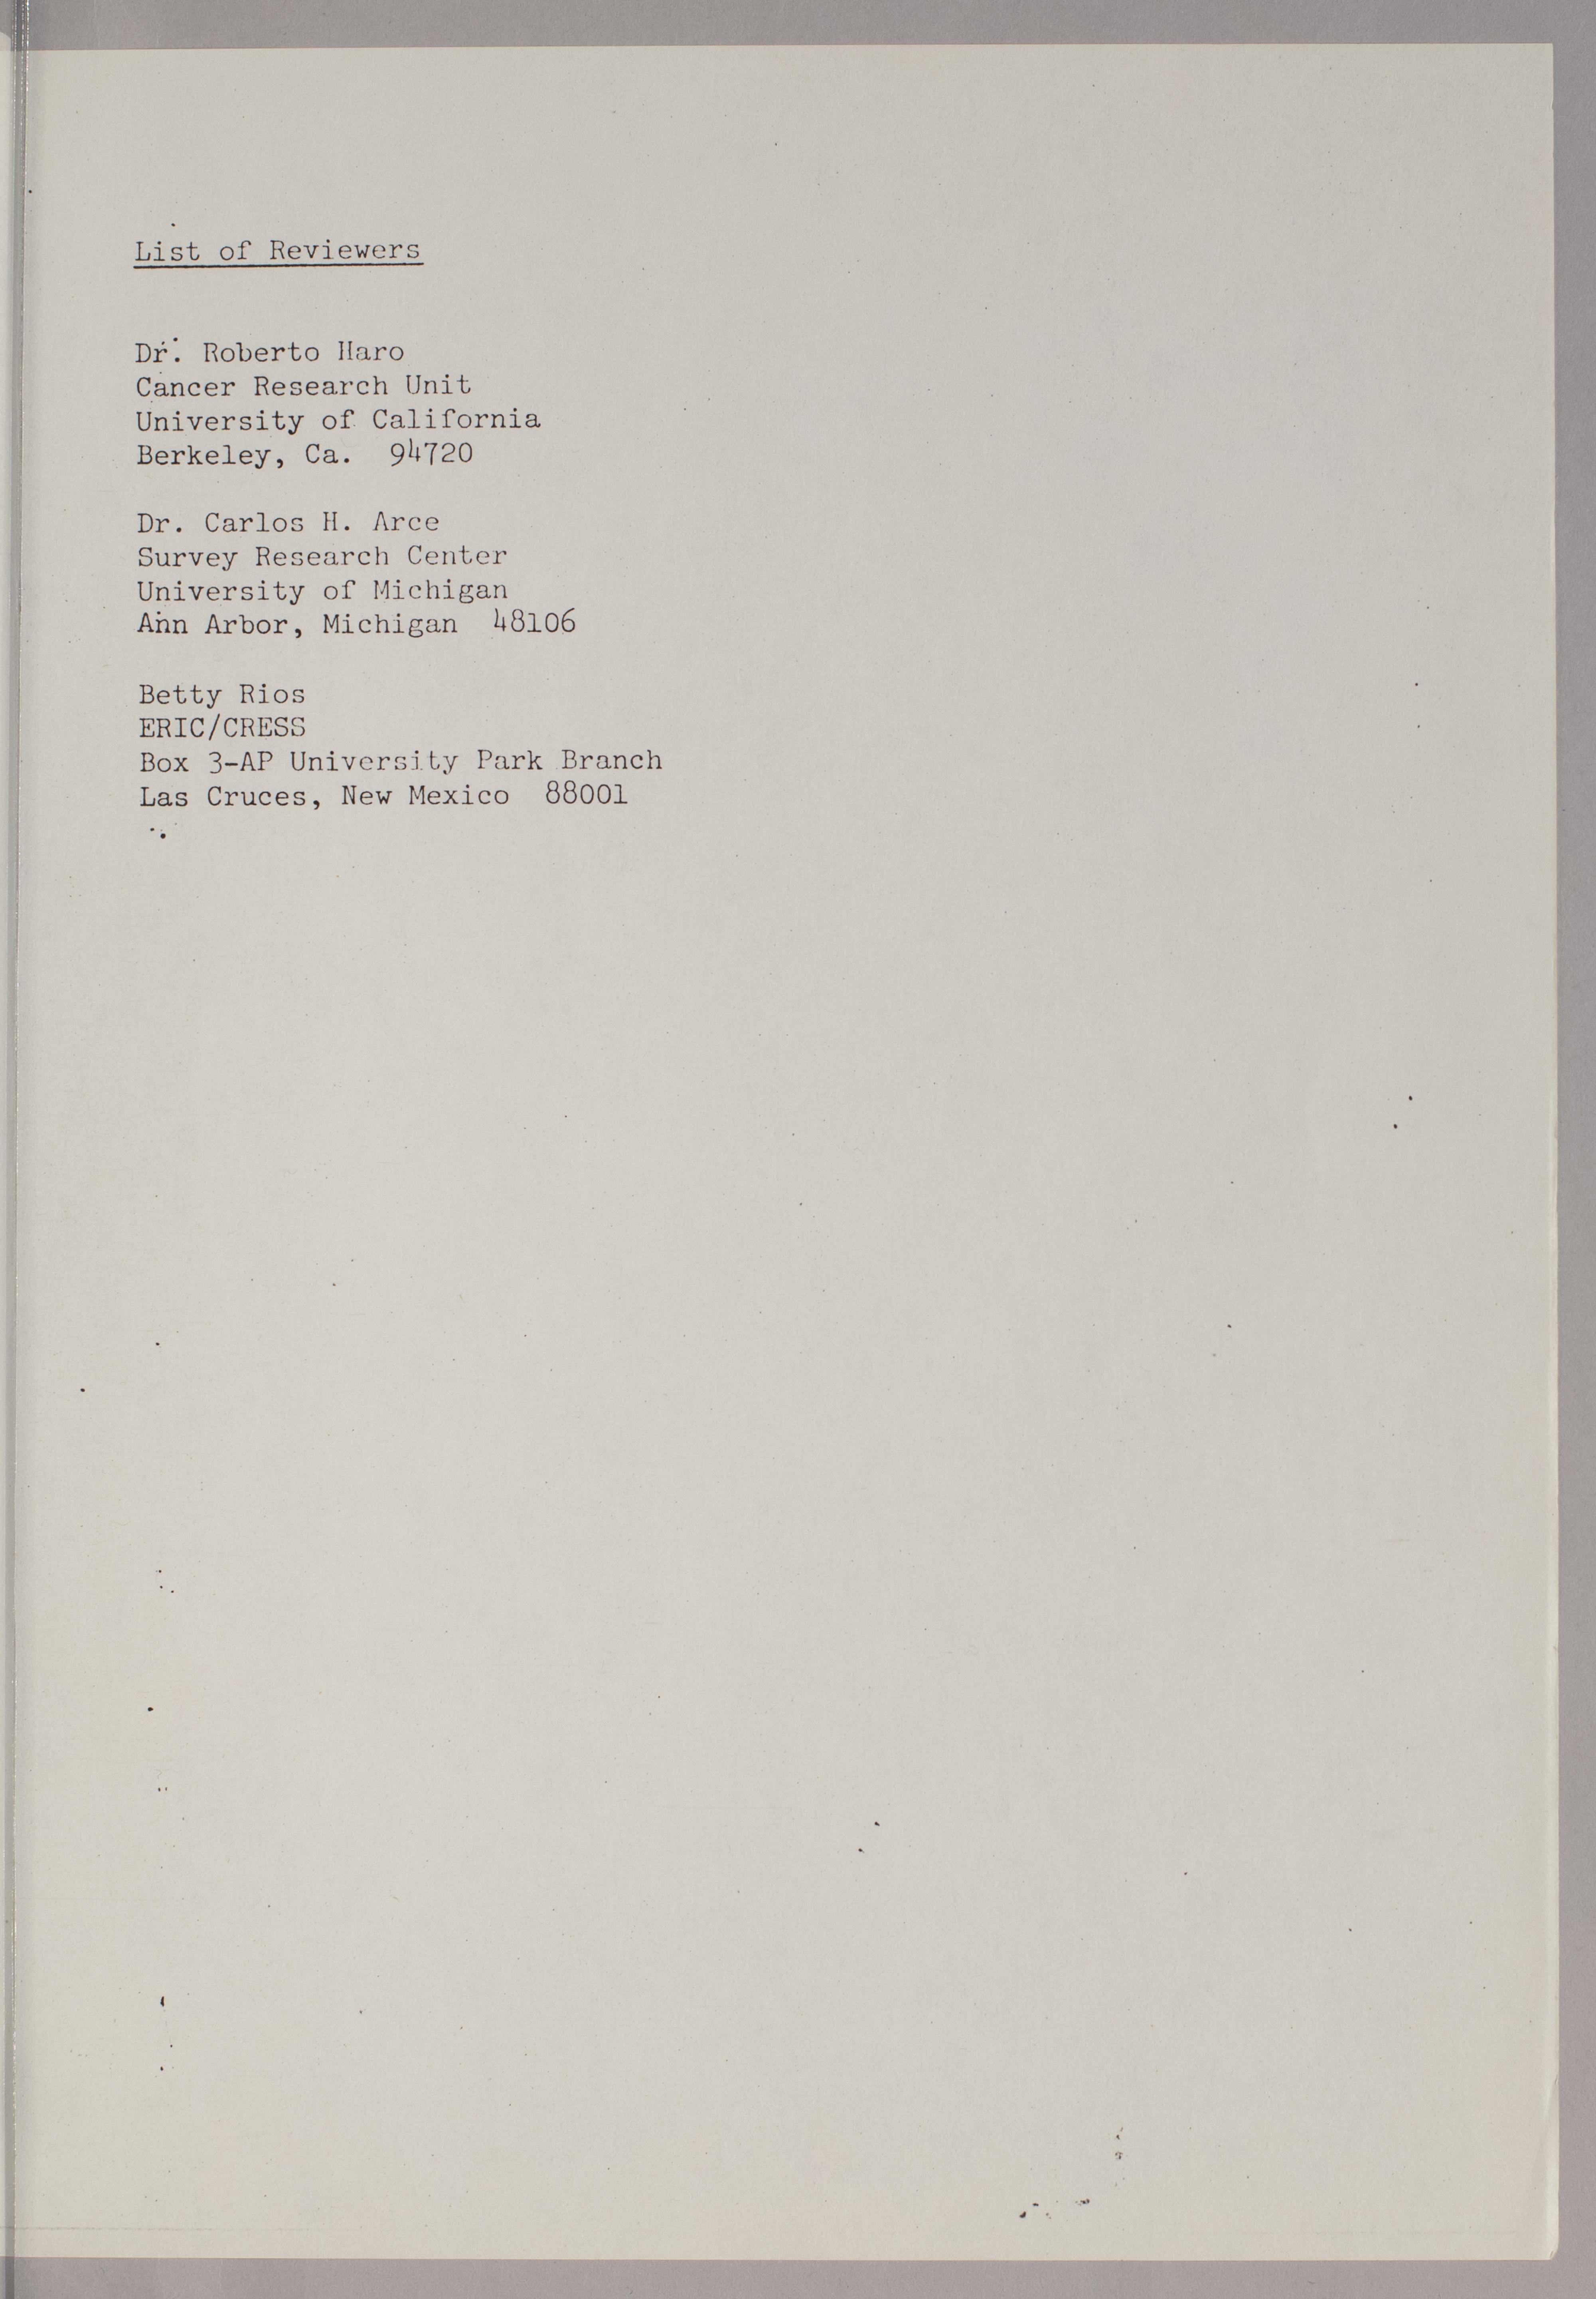 List of Reviewers
Dr. Roberto Haro
Cancer Research Unit
University of California
Berkeley, Ca.  94720
Dr. Carlos H. Arce
Survey Research Center
University of Michigan
Ann Arbor, Michigan  48106
Betty Rios
ERIC/CRESS
Box 3-AP University Park Branch
Las Cruces, New Mexico  88001